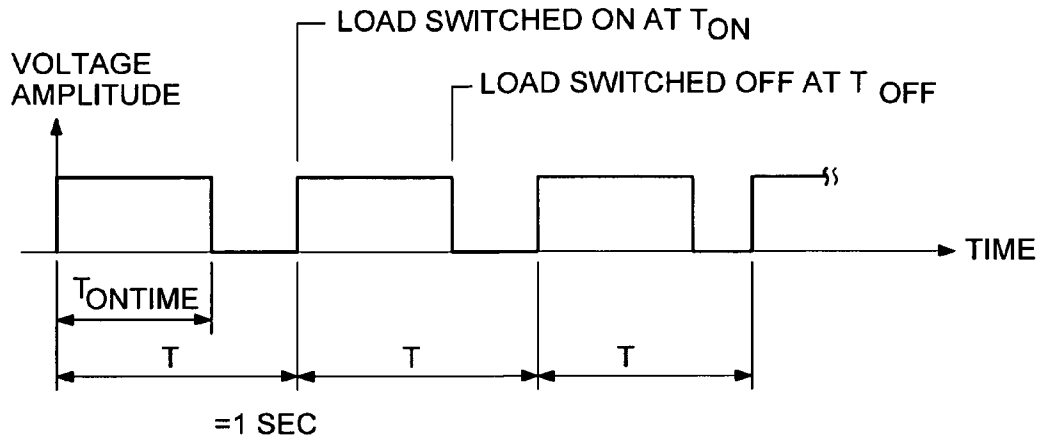 LOAD SWITCHED ON AT TON
VOLTAGE
AMPLITUDE
LOAD SWITCHED OFF AT T OFF
TIME
TONTIME
T
T
T
=1 SEC